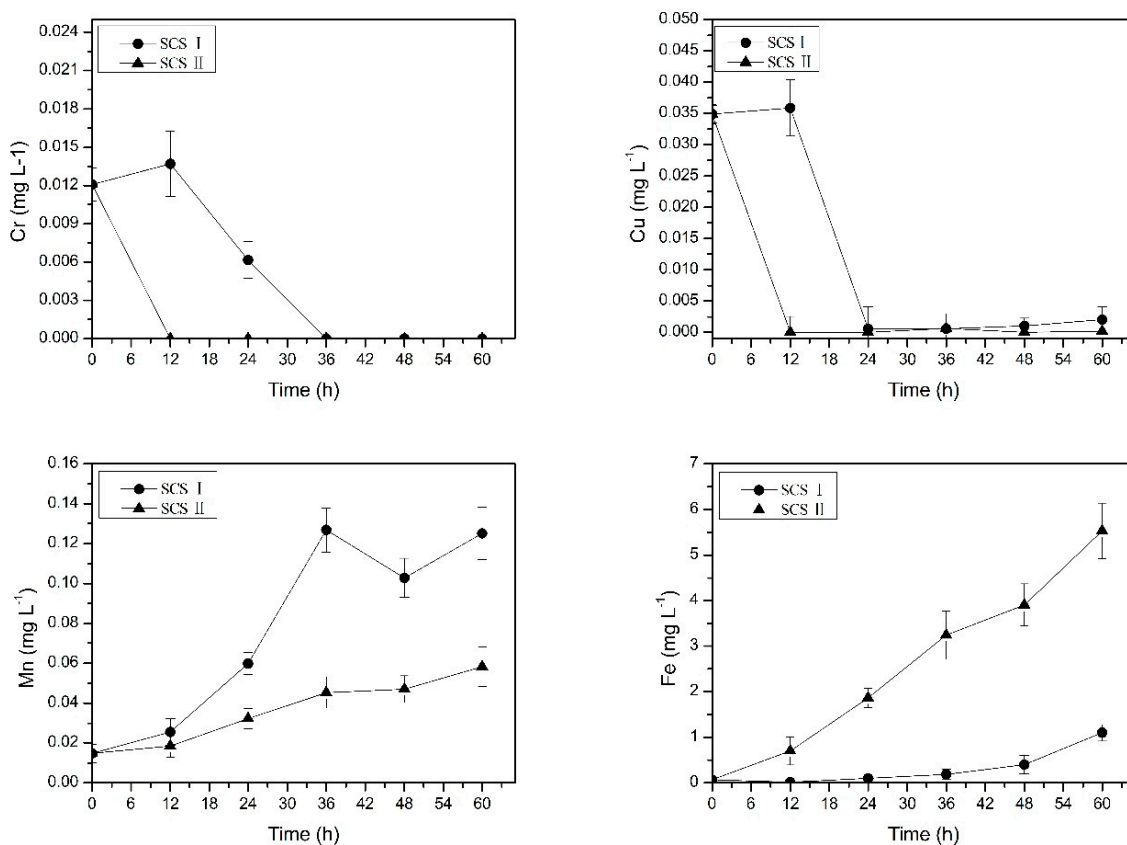 Cr (mg L-1)
0.024
0.021
0.018
0.015
0.012
0.009
0.006
0.003
0.000
SCS Ⅰ
SCS Ⅱ
0 6 12 18 24 30 36 42 48 54 60
Time (h)
Cu (mg L⁻¹)
0.050
0.045
0.040
0.035
0.030
0.025
0.020
0.015
0.010
0.005
0.000
SCS Ⅰ
SCS Ⅱ
0 6 12 18 24 30 36 42 48 54 60
Time (h)
Mn (mg L⁻¹)
0.16
0.14
0.12
0.10
0.08
0.06
0.04
0.02
0.00
SCS Ⅰ
SCS Ⅱ
0 6 12 18 24 30 36 42 48 54 60
Time (h)
Fe (mg L⁻¹)
7
6
5
4
3
2
1
0
SCS Ⅰ
SCS Ⅱ
0 6 12 18 24 30 36 42 48 54 60
Time (h)